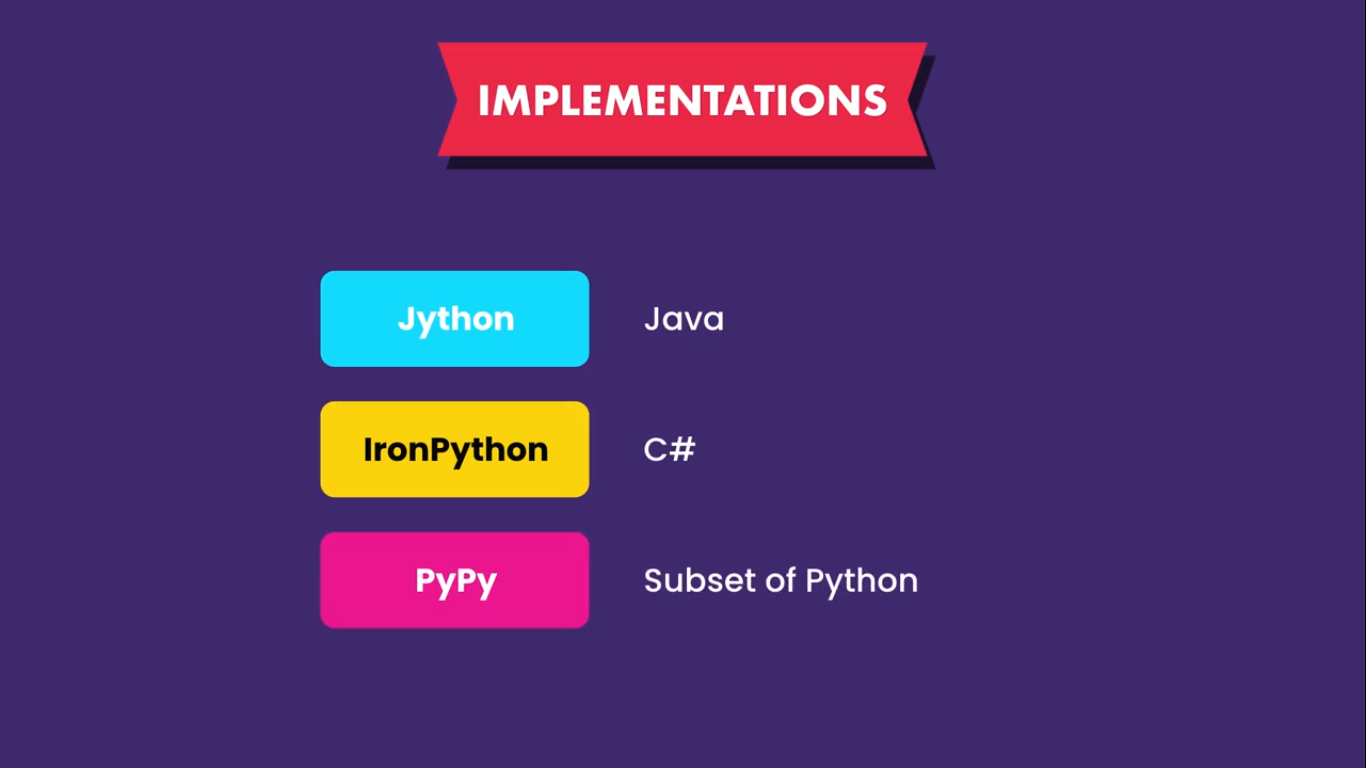 IMPLEMENTATIONS
Jython Java
IronPython C#
PyPy Subset of Python